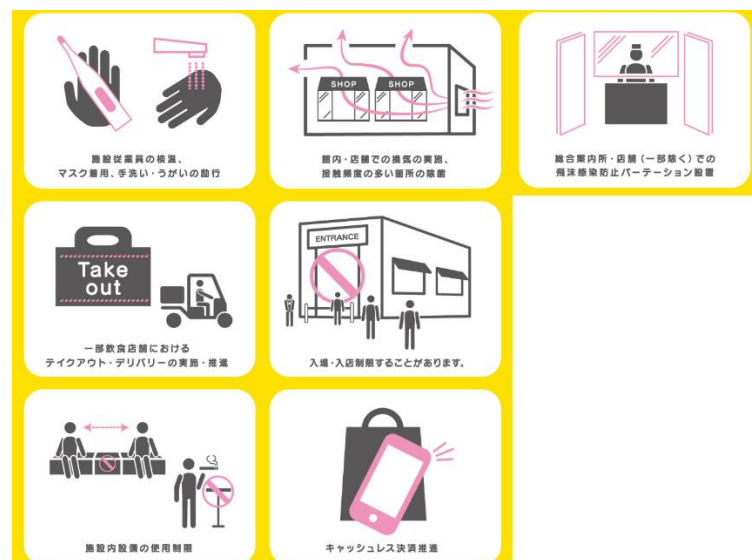 施設従業員の検温、
マスク着用、手洗い・うがいの励行
SHOP
SHOP
館内・店舗での換気の実施、
接触頻度の多い箇所の除菌
総合案内所・店舗(一部除く)での
飛沫感染防止パーテーション設置
Take
out
一部飲食店舗における
テイクアウト・デリバリーの実施・推進
ENTRANCE
入場・入店制限することがあります。
施設内設備の使用制限
キャッシュレス決済推進